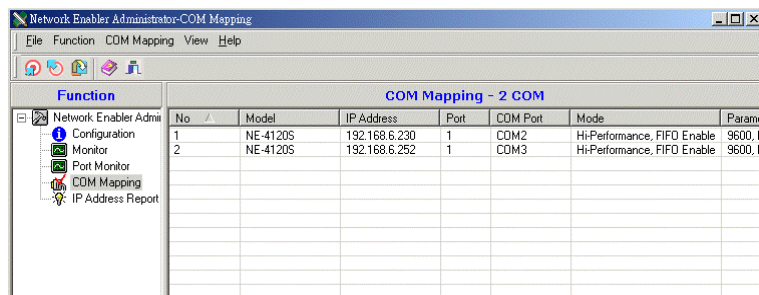 Network Enabler Administrator-COM Mapping
File Function COM Mapping View Help
Function
COM Mapping - 2 COM
Network Enabler Admi
Configuration
Monitor
Port Monitor
COM Mapping
IP Address Report
No Model IP Address Port COM Port Mode Param
1 NE-4120S 192.168.6.230 1 COM2 Hi-Performance, FIFO Enable 9600,
2 NE-4120S 192.168.6.252 1 COM3 Hi-Performance, FIFO Enable 9600,